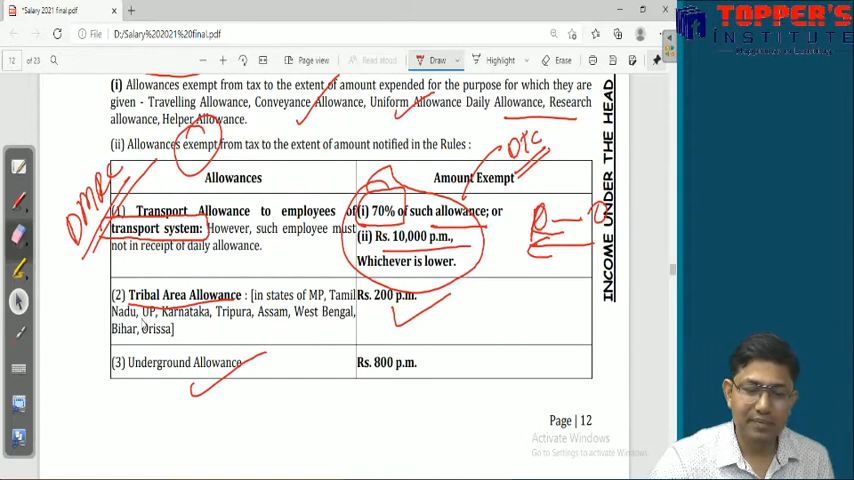 *Salary 2021 final.pdf
File
D:/Salary%202021%20final.pdf
TOPPER'S
INSTITUTE
12
of 23
Page view
Read aloud
Draw
Highlight
Erase
(i) Allowances exempt from tax to the extent of amount expended for the purpose for which they are
given - Travelling Allowance, Conveyance Allowance, Uniform Allowance Daily Allowance, Research
allowance, Helper Allowance.
(ii) Allowances exempt from tax to the extent of amount notified in the Rules :
DTC
DMRC
Allowances
Amount Exempt
(1) Transport Allowance to employees of
transport system: However, such employee must
not in receipt of daily allowance.
(i) 70% of such allowance; or
(ii) Rs. 10,000 p.m.,
Whichever is lower.
(2) Tribal Area Allowance : [in states of MP, Tamil
Nadu, UP, Karnataka, Tripura, Assam, West Bengal,
Bihar, Orissa]
Rs. 200 p.m.
(3) Underground Allowance
Rs. 800 p.m.
Page | 12
INCOME UNDER THE HEAD
Activate Windows
Go to Settings to activate Windows.